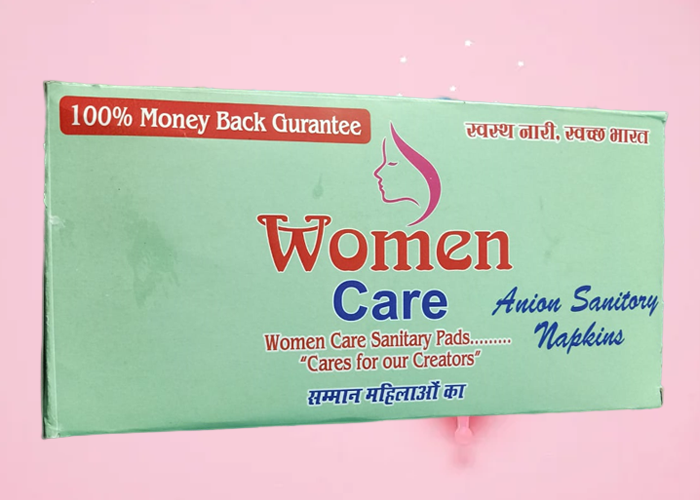 100% Money Back Gurantee
स्वस्थ नारी, स्वच्छ भारत
Women
Care
Anion Sanitory
Napkins
Women Care Sanitary Pads.........
“Cares for our Creators”
सम्मान महिलाओं का